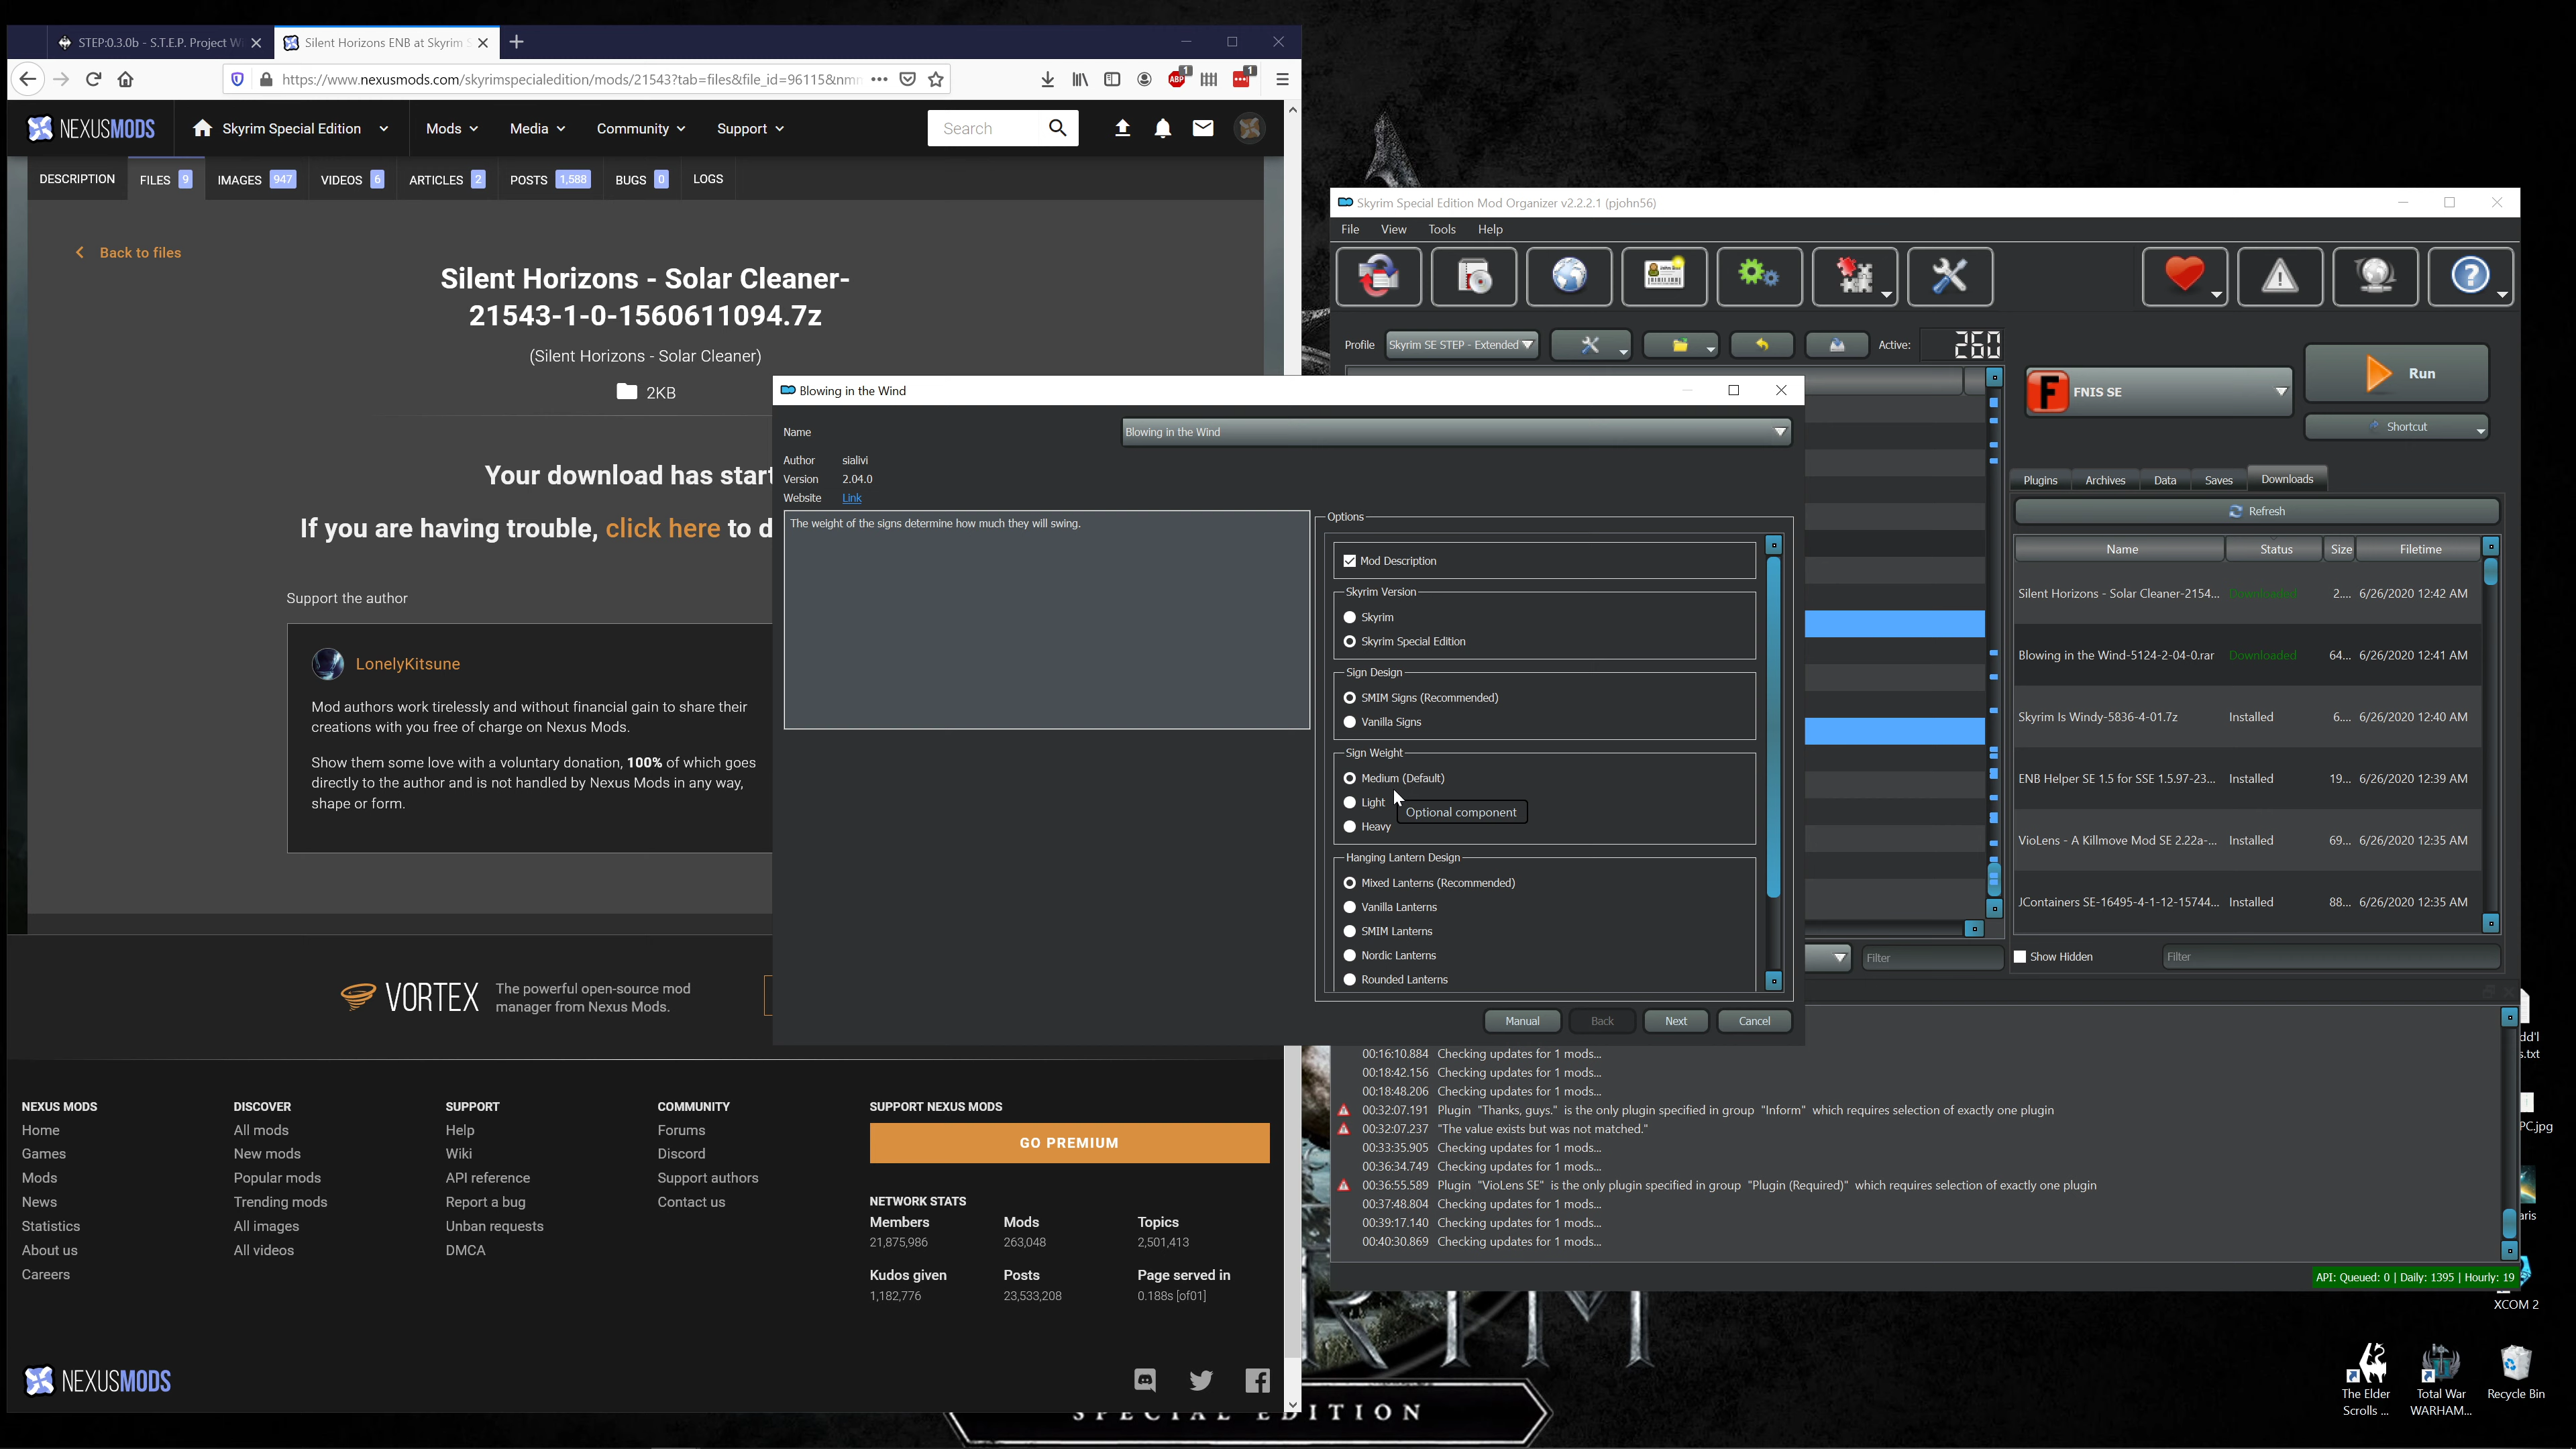 STEP:0.3.0b - S.T.E.P. Project W
Silent Horizons ENB at Skyrim S
https://www.nexusmods.com/skyrimspecialedition/mods/21543?tab=files&file_id=96115&nmm
ABP
1
1
NEXUSMODS
Skyrim Special Edition
Mods
Media
Community
Support
Search
DESCRIPTION
FILES 9
IMAGES 947
VIDEOS 6
ARTICLES 2
POSTS 1,588
BUGS 0
LOGS
Back to files
Silent Horizons - Solar Cleaner-
21543-1-0-1560611094.7z
(Silent Horizons - Solar Cleaner)
2KB
Your download has start
If you are having trouble, click here to d
Support the author
LonelyKitsune
Mod authors work tirelessly and without financial gain to share their
creations with you free of charge on Nexus Mods.
Show them some love with a voluntary donation, 100% of which goes
directly to the author and is not handled by Nexus Mods in any way,
shape or form.
VORTEX
The powerful open-source mod
manager from Nexus Mods.
NEXUS MODS
Home
Games
Mods
News
Statistics
About us
Careers
DISCOVER
All mods
New mods
Popular mods
Trending mods
All images
All videos
SUPPORT
Help
Wiki
API reference
Report a bug
Unban requests
DMCA
COMMUNITY
Forums
Discord
Support authors
Contact us
SUPPORT NEXUS MODS
GO PREMIUM
NETWORK STATS
Members
21,875,986
Mods
263,048
Topics
2,501,413
Kudos given
1,182,776
Posts
23,533,208
Page served in
0.188s [of01]
NEXUSMODS
Blowing in the Wind
Name
Blowing in the Wind
Author sialivi
Version 2.04.0
Website Link
The weight of the signs determine how much they will swing.
Options
Mod Description
Skyrim Version
Skyrim
Skyrim Special Edition
Sign Design
SMIM Signs (Recommended)
Vanilla Signs
Sign Weight
Medium (Default)
Light
Optional component
Heavy
Hanging Lantern Design
Mixed Lanterns (Recommended)
Vanilla Lanterns
SMIM Lanterns
Nordic Lanterns
Rounded Lanterns
Manual
Back
Next
Cancel
Skyrim Special Edition Mod Organizer v2.2.2.1 (pjohn56)
File
View
Tools
Help
Profile
Skyrim SE STEP - Extended
Active:
260
F
FNIS SE
Run
Shortcut
Plugins
Archives
Data
Saves
Downloads
Refresh
Name Status Size Filetime
Silent Horizons - Solar Cleaner-2154... Downloaded 2.... 6/26/2020 12:42 AM
Blowing in the Wind-5124-2-04-0.rar Downloaded 64... 6/26/2020 12:41 AM
Skyrim Is Windy-5836-4-01.7z Installed 6.... 6/26/2020 12:40 AM
ENB Helper SE 1.5 for SSE 1.5.97-23... Installed 19... 6/26/2020 12:39 AM
VioLens - A Killmove Mod SE 2.22a-... Installed 69... 6/26/2020 12:35 AM
JContainers SE-16495-4-1-12-15744... Installed 88... 6/26/2020 12:35 AM
Filter
Show Hidden
Filter
00:16:10.884 Checking updates for 1 mods...
00:18:42.156 Checking updates for 1 mods...
00:18:48.206 Checking updates for 1 mods...
00:32:07.191 Plugin "Thanks, guys." is the only plugin specified in group "Inform" which requires selection of exactly one plugin
00:32:07.237 "The value exists but was not matched."
00:33:35.905 Checking updates for 1 mods...
00:36:34.749 Checking updates for 1 mods...
00:36:55.589 Plugin "VioLens SE" is the only plugin specified in group "Plugin (Required)" which requires selection of exactly one plugin
00:37:48.804 Checking updates for 1 mods...
00:39:17.140 Checking updates for 1 mods...
00:40:30.869 Checking updates for 1 mods...
API: Queued: 0 | Daily: 1395 | Hourly: 19
dd'l
s.txt
PC.jpg
aris
XCOM 2
The Elder
Scrolls ...
Total War
WARHAM...
Recycle Bin
RIM
SPECIAL EDITION